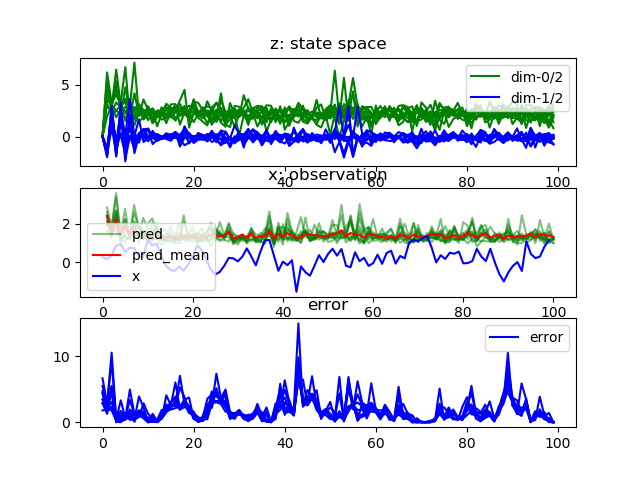 z: state space
5
0
dim-0/2
dim-1/2
0 20 40 60 80 100
x: observation
2
0
pred
pred_mean
x
0 20 40 60 80 100
error
10
0
error
0 20 40 60 80 100